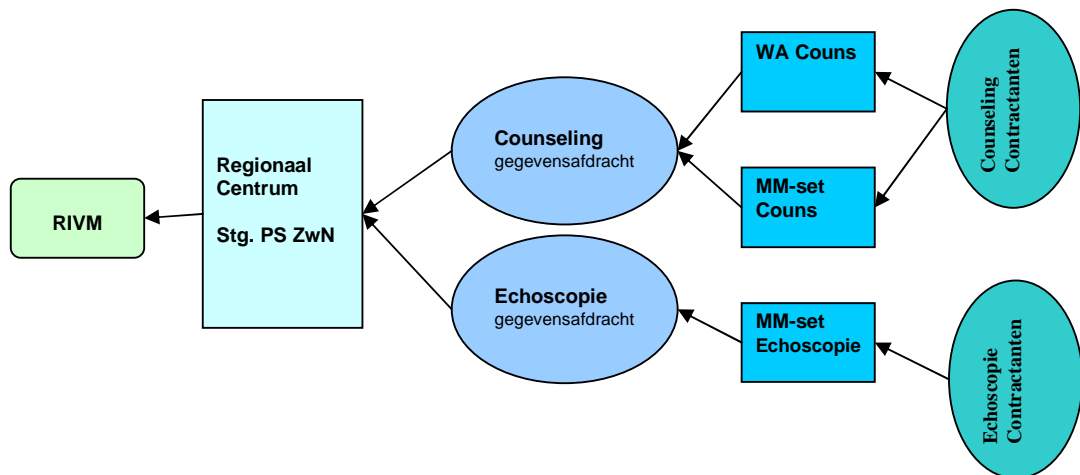 RIVM
Regionaal
Centrum
Stg. PS ZwN
Counseling
gegevensafdracht
Echoscopie
gegevensafdracht
WA Couns
MM-set
Couns
MM-set
Echoscopie
Counseling
Contractanten
Echoscopie
Contractanten